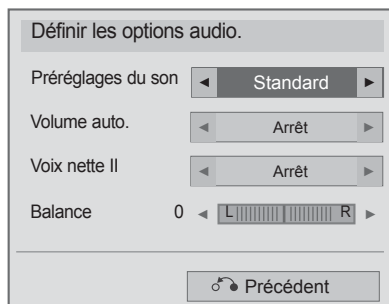 Définir les options audio.
Préréglages du son ◄ Standard ►
Volume auto. ◄ Arrêt ►
Voix nette II ◄ Arrêt ►
Balance 0 ◄ L R ►
Précédent